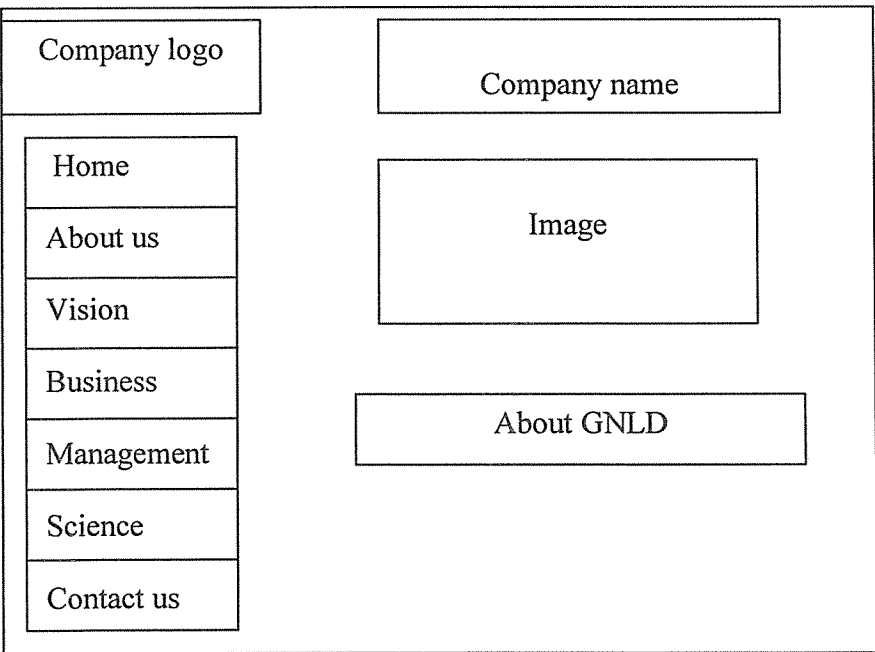 Company logo
Company name
Home
About us
Vision
Business
Management
Science
Contact us
Image
About GNLD